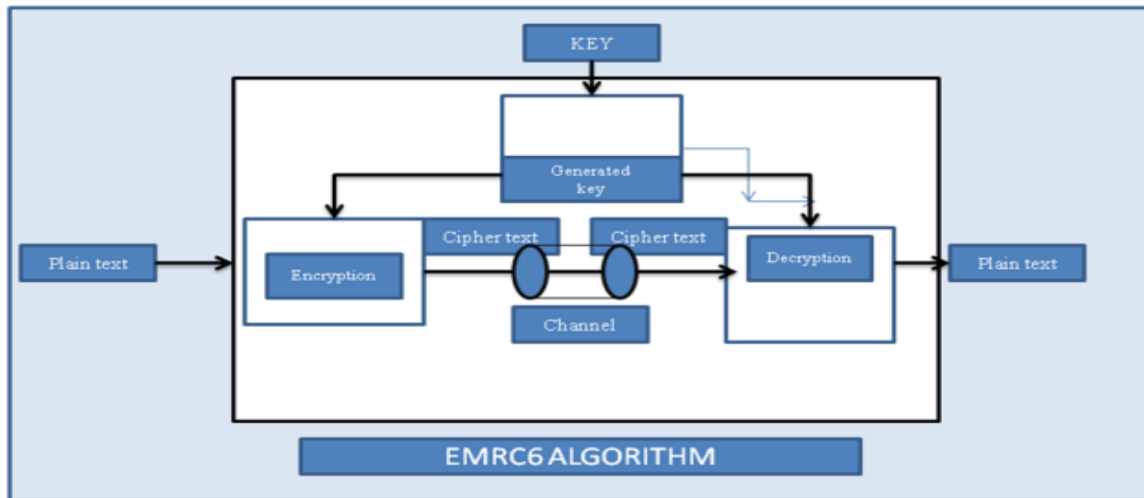 KEY
Generated
key
Cipher text
Cipher text
Plain text
Encryption
Decryption
Plain text
Channel
EMRC6 ALGORITHM